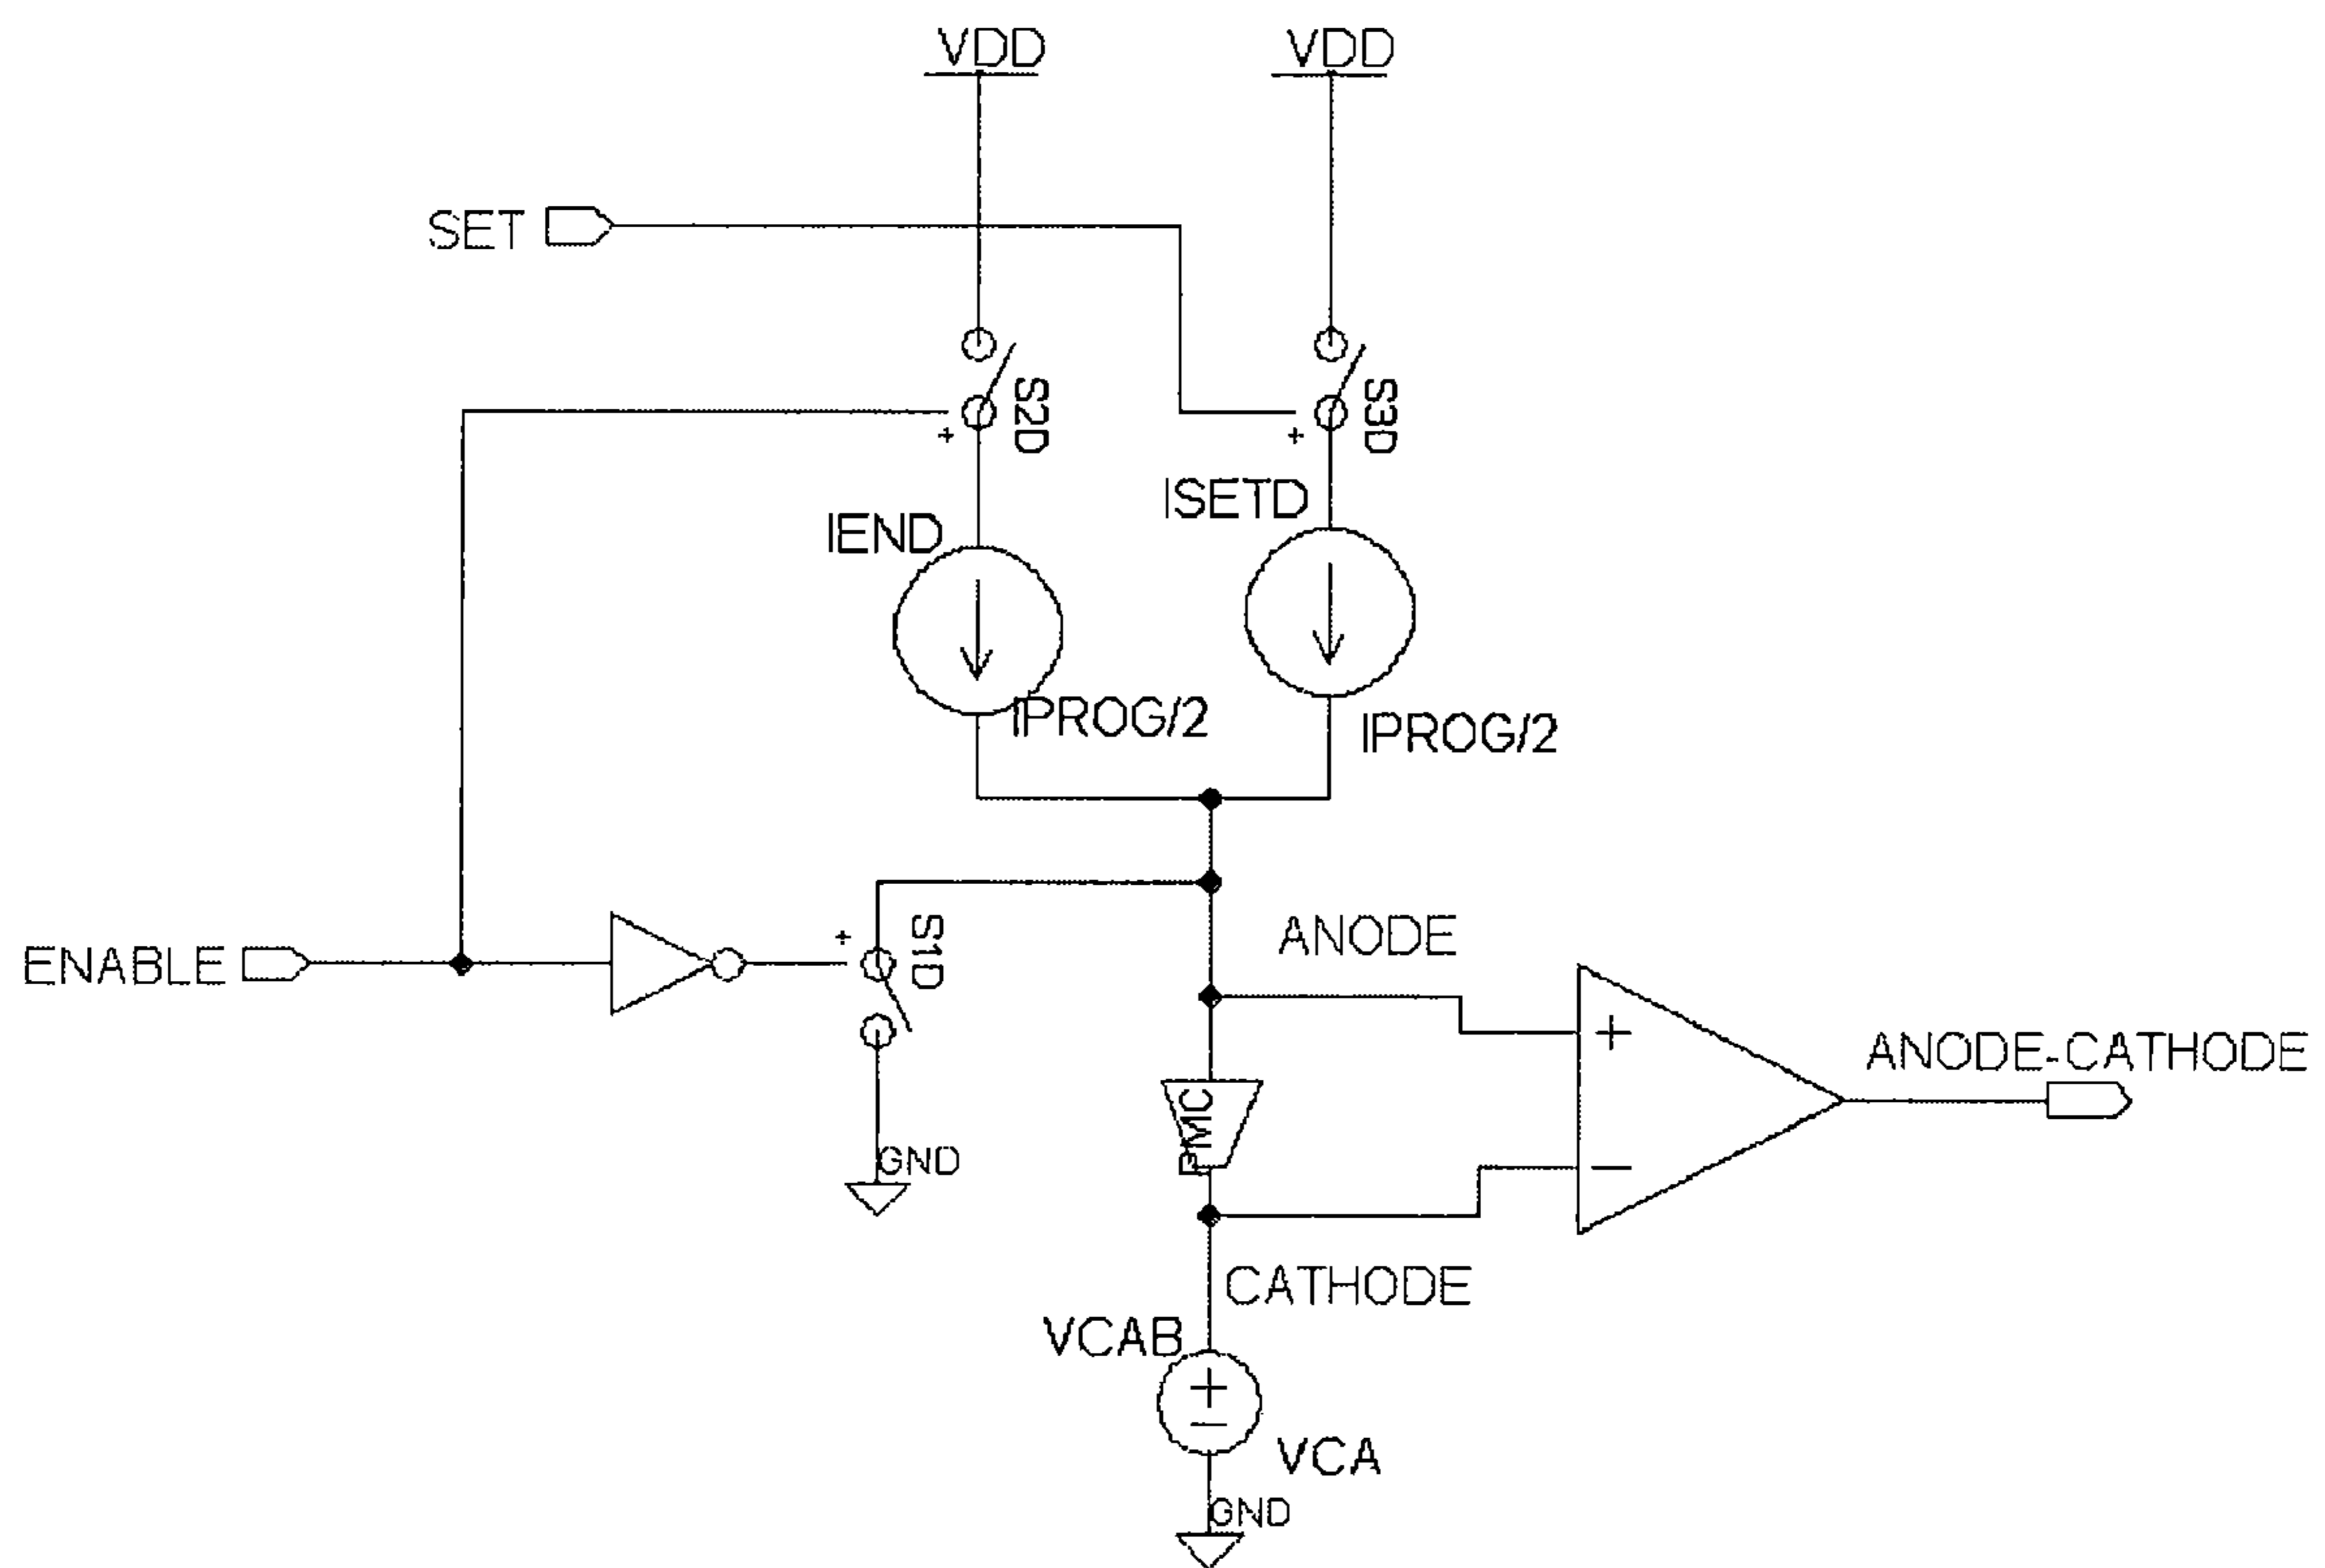 VDD
VDD
SET
S2D
S3D
ISETD
IEND
IPROG/2
IPROG/2
ANODE
S1D
ENABLE
ANODE-CATHODE
PMC
GND
CATHODE
VCAB
VCA
GND